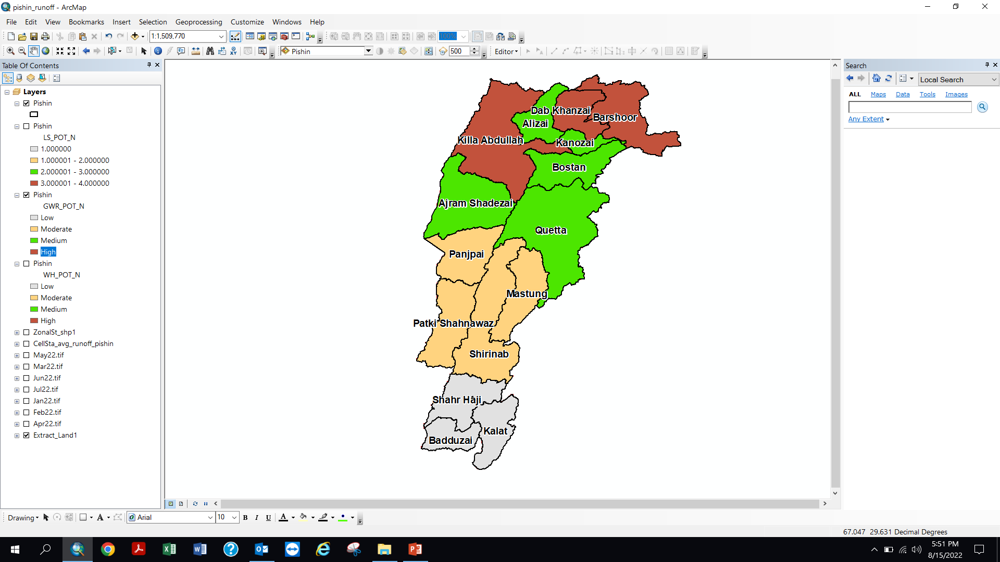 pishin_runoff - ArcMap
File Edit View Bookmarks Insert Selection Geoprocessing Customize Windows Help
1:1,509,770
100%
Pishin
500
Editor
Table Of Contents
Layers
Pishin
Pishin
LS_POT_N
1.000000
1.000001 - 2.000000
2.000001 - 3.000000
3.000001 - 4.000000
Pishin
GWR_POT_N
Low
Moderate
Medium
High
Pishin
WH_POT_N
Low
Moderate
Medium
High
ZonalSt_shp1
CellSta_avg_runoff_pishin
May22.tif
Mar22.tif
Jun22.tif
Jul22.tif
Jan22.tif
Feb22.tif
Apr22.tif
Extract_Land1
Dab Khanzai
Barshoor
Alizai
Killa Abdullah
Kanozai
Bostan
Ajram Shadezai
Quetta
Panjpai
Mastung
Patki Shahnawaz
Shirinab
Shahr Haji
Kalat
Badduzai
Search
Local Search
ALL Maps Data Tools Images
Any Extent
Drawing
Arial
10
B I U A
67.047 29.631 Decimal Degrees
5:51 PM
8/15/2022